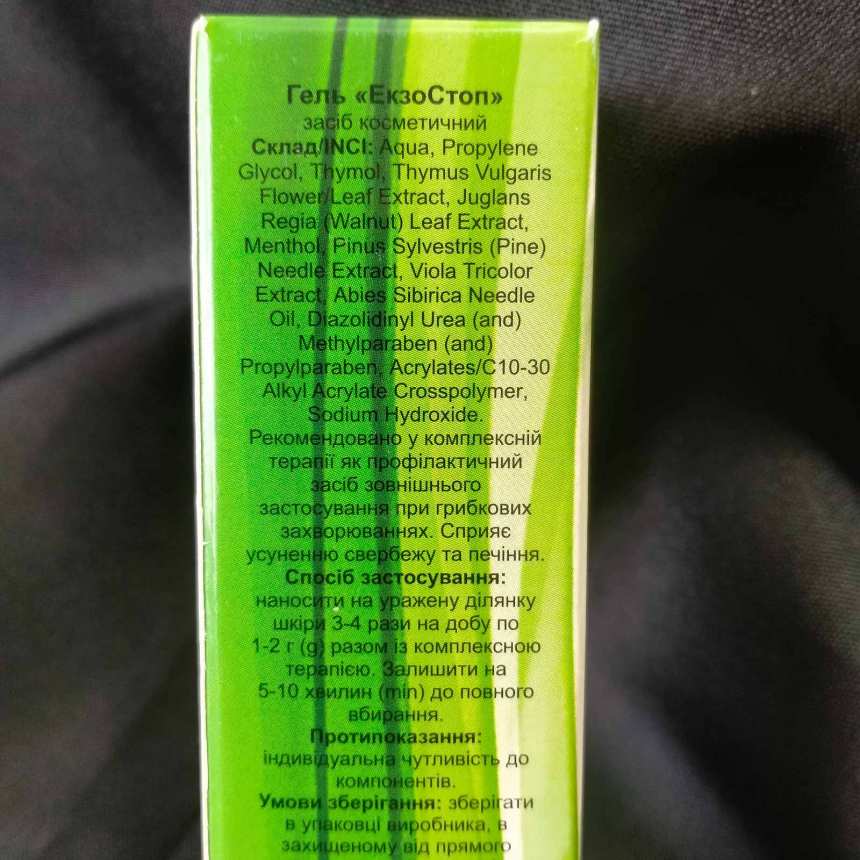 Гель «ЕкзоСтоп»
засіб косметичний
Склад/INCI: Aqua, Propylene
Glycol, Thymol, Thymus Vulgaris
Flower/Leaf Extract, Juglans
Regia (Walnut) Leaf Extract,
Menthol, Pinus Sylvestris (Pine)
Needle Extract, Viola Tricolor
Extract, Abies Sibirica Needle
Oil, Diazolidinyl Urea (and)
Methylparaben (and)
Propylparaben, Acrylates/C10-30
Alkyl Acrylate Crosspolymer,
Sodium Hydroxide.
Рекомендовано у комплексній
терапії як профілактичний
засіб зовнішнього
застосування при грибкових
захворюваннях. Сприяє
усуненню свербежу та печіння.
Спосіб застосування:
наносити на уражену ділянку
шкіри 3-4 рази на добу по
1-2 г (g) разом із комплексною
терапією. Залишити на
5-10 хвилин (min) до повного
вбирання.
Протипоказання:
індивідуальна чутливість до
компонентів.
Умови зберігання: зберігати
в упаковці виробника, в
захищеному від прямого